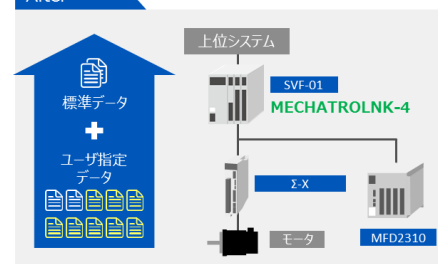 After
上位システム
標準データ
+
ユーザ指定
データ
SVF-01
MECHATROLNK-4
Σ-X
モータ
MFD2310